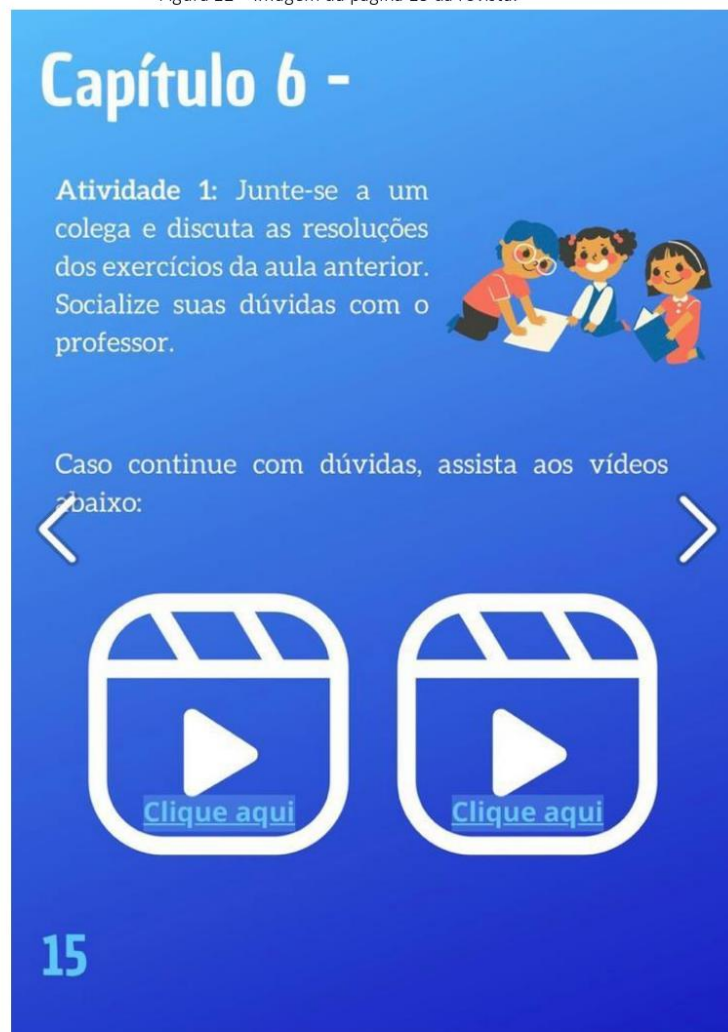 Capítulo 6 -
Atividade 1: Junte-se a um
colega e discuta as resoluções
dos exercícios da aula anterior.
Socialize suas dúvidas com o
professor.
Caso continue com dúvidas, assista aos vídeos
abaixo:
Clique aqui
Clique aqui
15